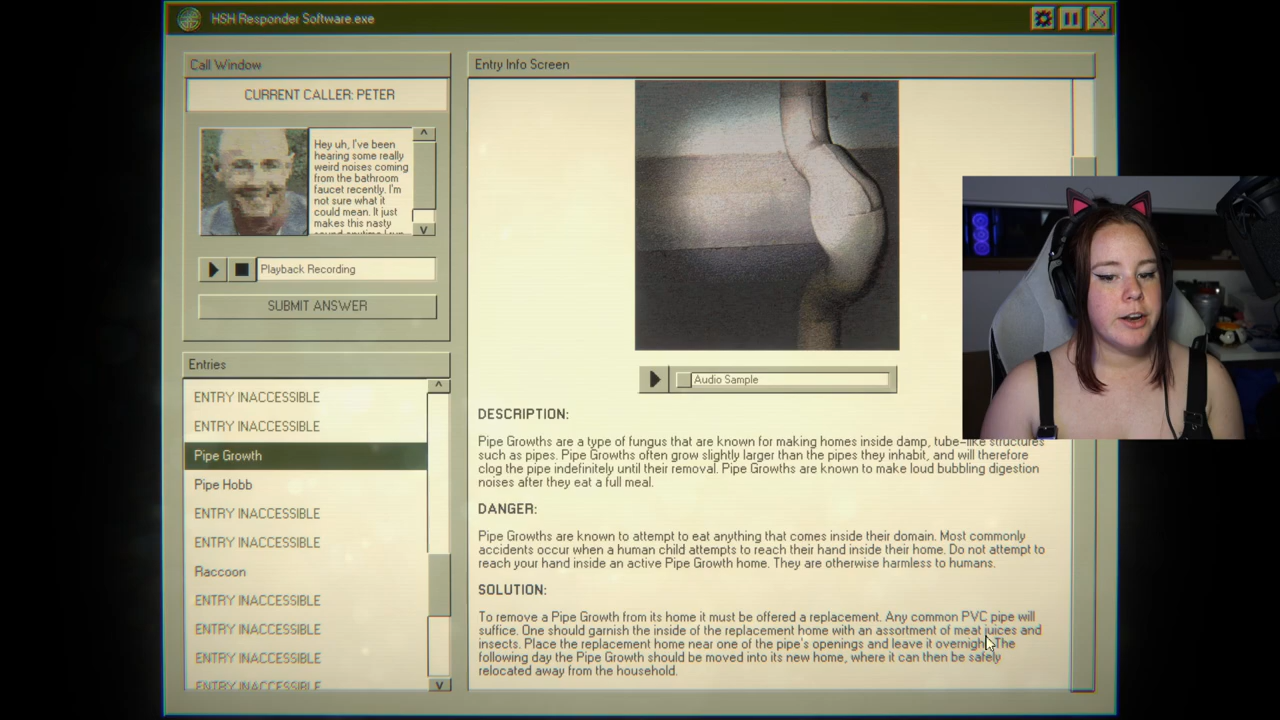 HSH Responder Software.exe
Call Window
CURRENT CALLER: PETER
Hey uh, I've been
hearing some really
weird noises coming
from the bathroom
faucet recently. I'm
not sure what it
could mean. It just
makes this nasty
sound anytime I run
Playback Recording
SUBMIT ANSWER
Entries
ENTRY INACCESSIBLE
ENTRY INACCESSIBLE
Pipe Growth
Pipe Hobb
ENTRY INACCESSIBLE
ENTRY INACCESSIBLE
Raccoon
ENTRY INACCESSIBLE
ENTRY INACCESSIBLE
ENTRY INACCESSIBLE
ENTRY INACCESSIBLE
Entry Info Screen
Audio Sample
DESCRIPTION:
Pipe Growths are a type of fungus that are known for making homes inside damp, tube-like structures
such as pipes. Pipe Growths often grow slightly larger than the pipes they inhabit, and will therefore
clog the pipe indefinitely until their removal. Pipe Growths are known to make loud bubbling digestion
noises after they eat a full meal.
DANGER:
Pipe Growths are known to attempt to eat anything that comes inside their domain. Most commonly
accidents occur when a human child attempts to reach their hand inside their home. Do not attempt to
reach your hand inside an active Pipe Growth home. They are otherwise harmless to humans.
SOLUTION:
To remove a Pipe Growth from its home it must be offered a replacement. Any common PVC pipe will
suffice. One should garnish the inside of the replacement home with an assortment of meat juices and
insects. Place the replacement home near one of the pipe's openings and leave it overnight. The
following day the Pipe Growth should be moved into its new home, where it can then be safely
relocated away from the household.